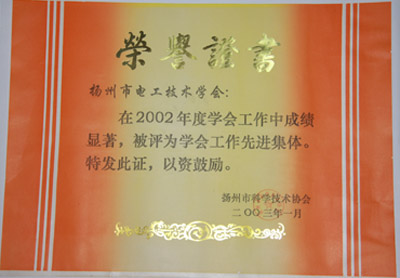 榮譽證書
扬州市电工技术学会：
在2002年度学会工作中成绩
显著，被评为学会工作先进集体。
特发此证，以资鼓励。
扬州市科学技术协会
二〇〇三年一月